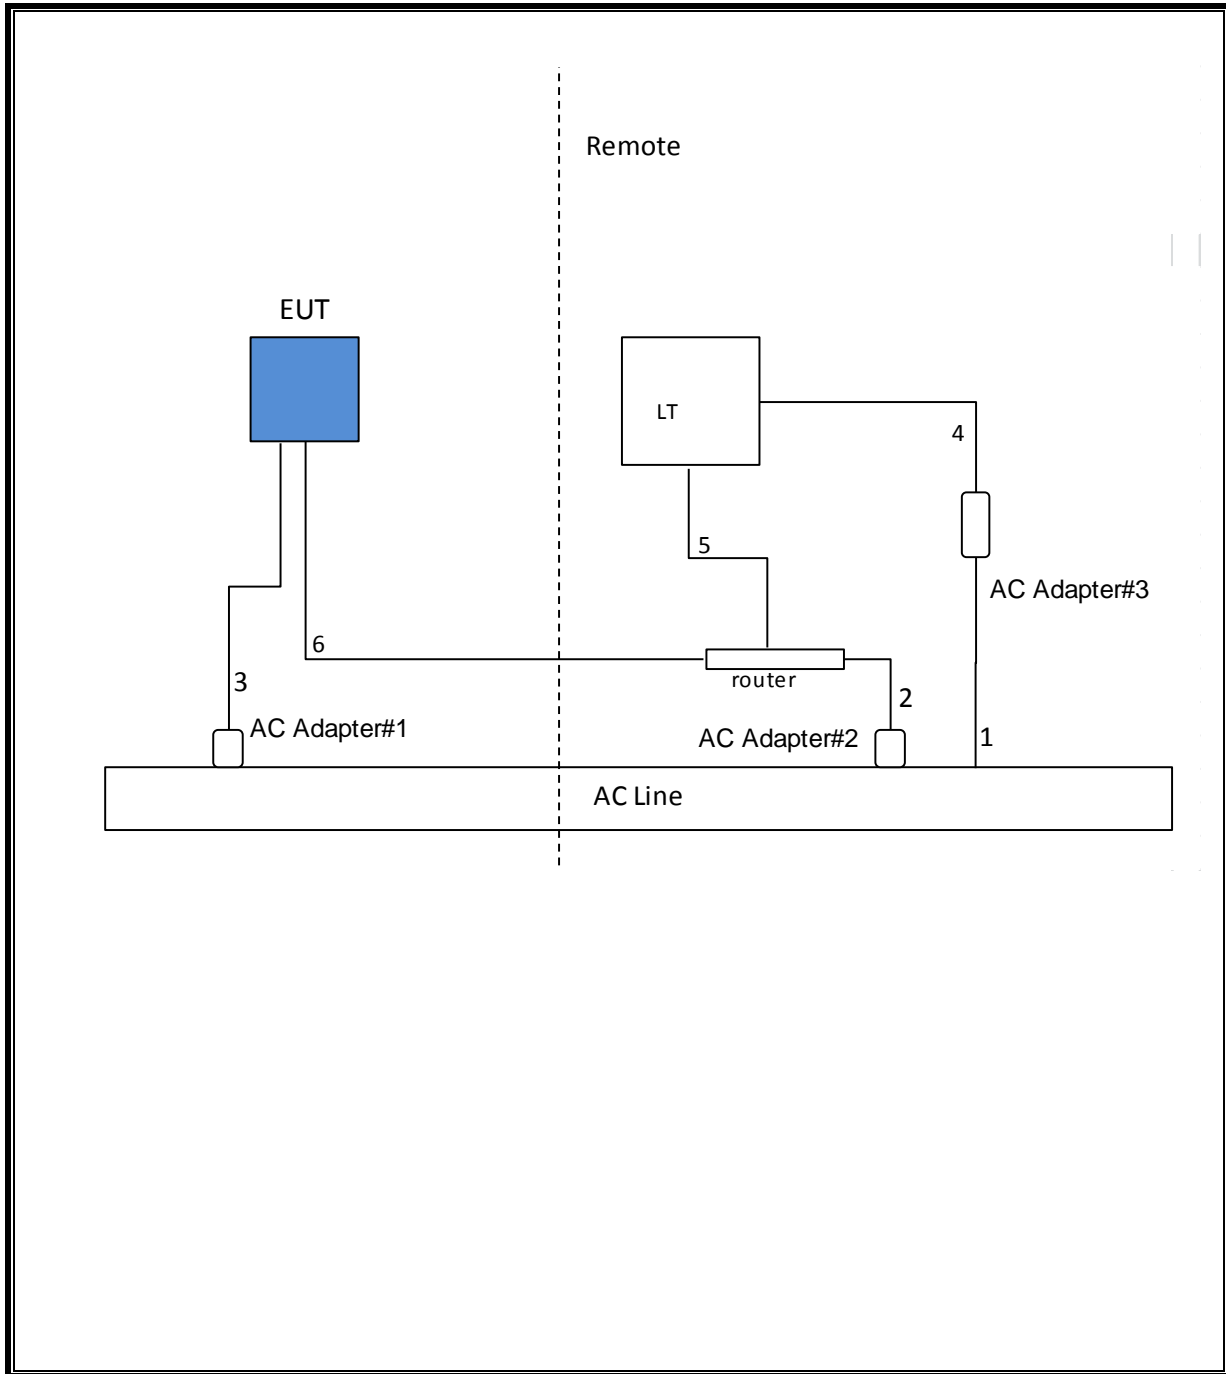 Remote
EUT
LT
4
5
AC Adapter#3
6
router
3
2
AC Adapter#1
AC Adapter#2
1
AC Line